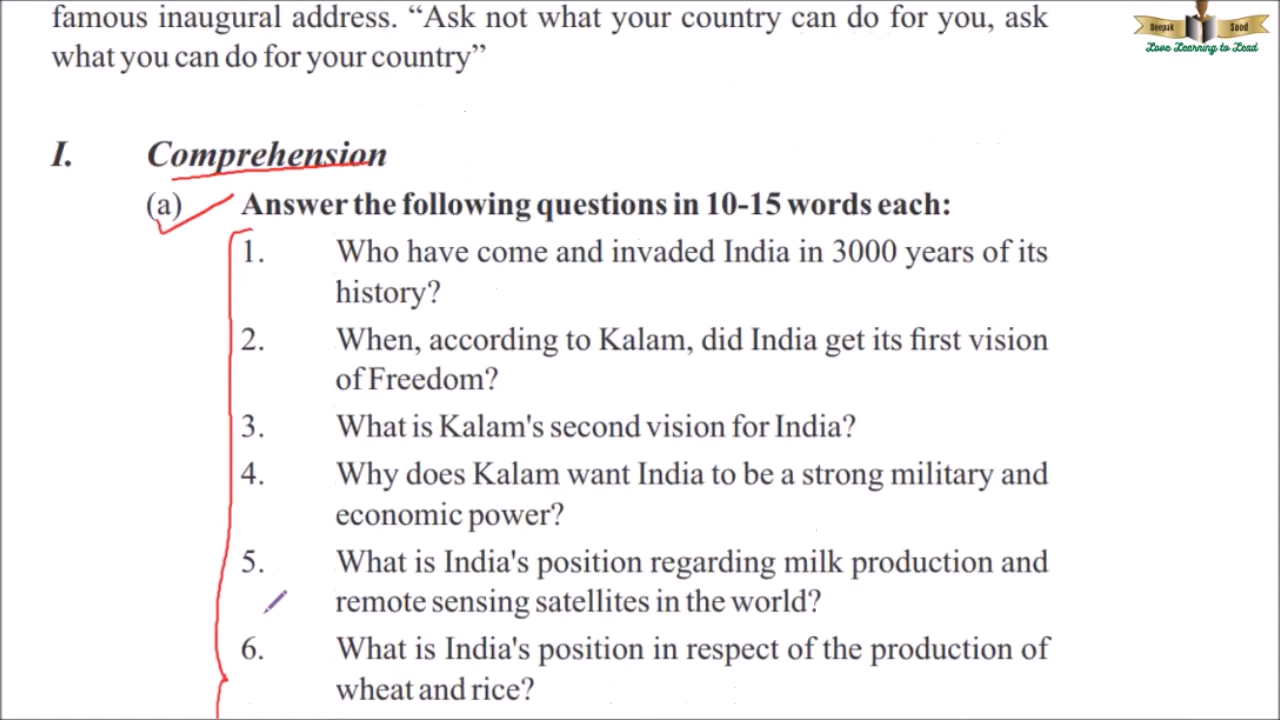 famous inaugural address. “Ask not what your country can do for you, ask
what you can do for your country”
Deepak Sood
Love Learning to Lead
I. Comprehension
(a) Answer the following questions in 10-15 words each:
1. Who have come and invaded India in 3000 years of its
history?
2. When, according to Kalam, did India get its first vision
of Freedom?
3. What is Kalam's second vision for India?
4. Why does Kalam want India to be a strong military and
economic power?
5. What is India's position regarding milk production and
remote sensing satellites in the world?
6. What is India's position in respect of the production of
wheat and rice?